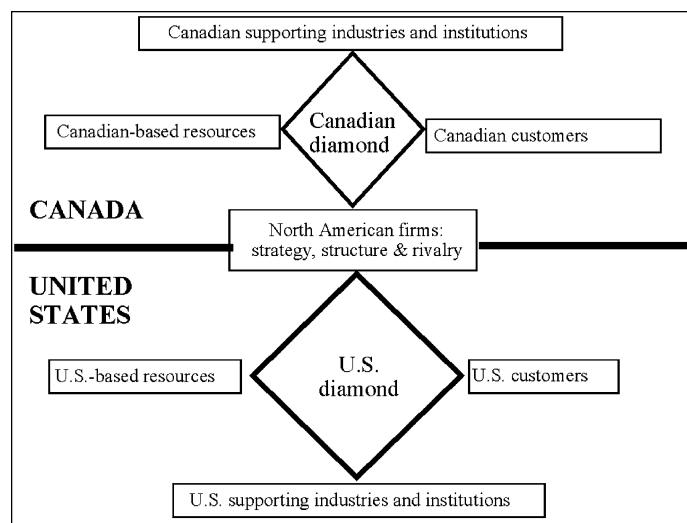 Canadian supporting industries and institutions
Canadian-based resources
Canadian
diamond
Canadian customers
CANADA
North American firms:
strategy, structure & rivalry
UNITED
STATES
U.S.-based resources
U.S.
diamond
U.S. customers
U.S. supporting industries and institutions